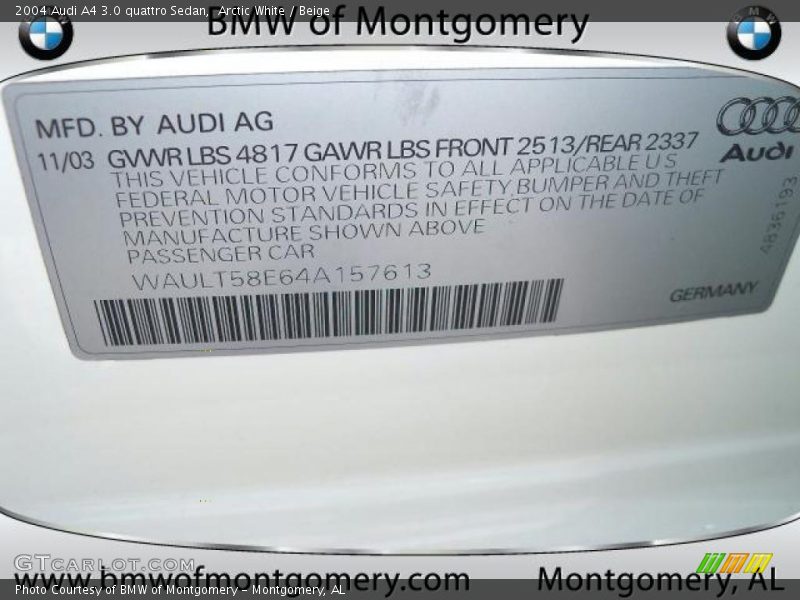 2004 Audi A4 3.0 quattro Sedan, Arctic White / Beige
BMW of Montgomery
MFD. BY AUDI AG
11/03 GVWR LBS 4817 GAWR LBS FRONT 2513/REAR 2337
THIS VEHICLE CONFORMS TO ALL APPLICABLE U S
FEDERAL MOTOR VEHICLE SAFETY, BUMPER AND THEFT
PREVENTION STANDARDS IN EFFECT ON THE DATE OF
MANUFACTURE SHOWN ABOVE
PASSENGER CAR
WAULT58E64A157613
Audi
4836193
GERMANY
GTCARLOT.COM
www.bmwofmontgomery.com
Montgomery, AL
Photo Courtesy of BMW of Montgomery - Montgomery, AL
BMW
BMW